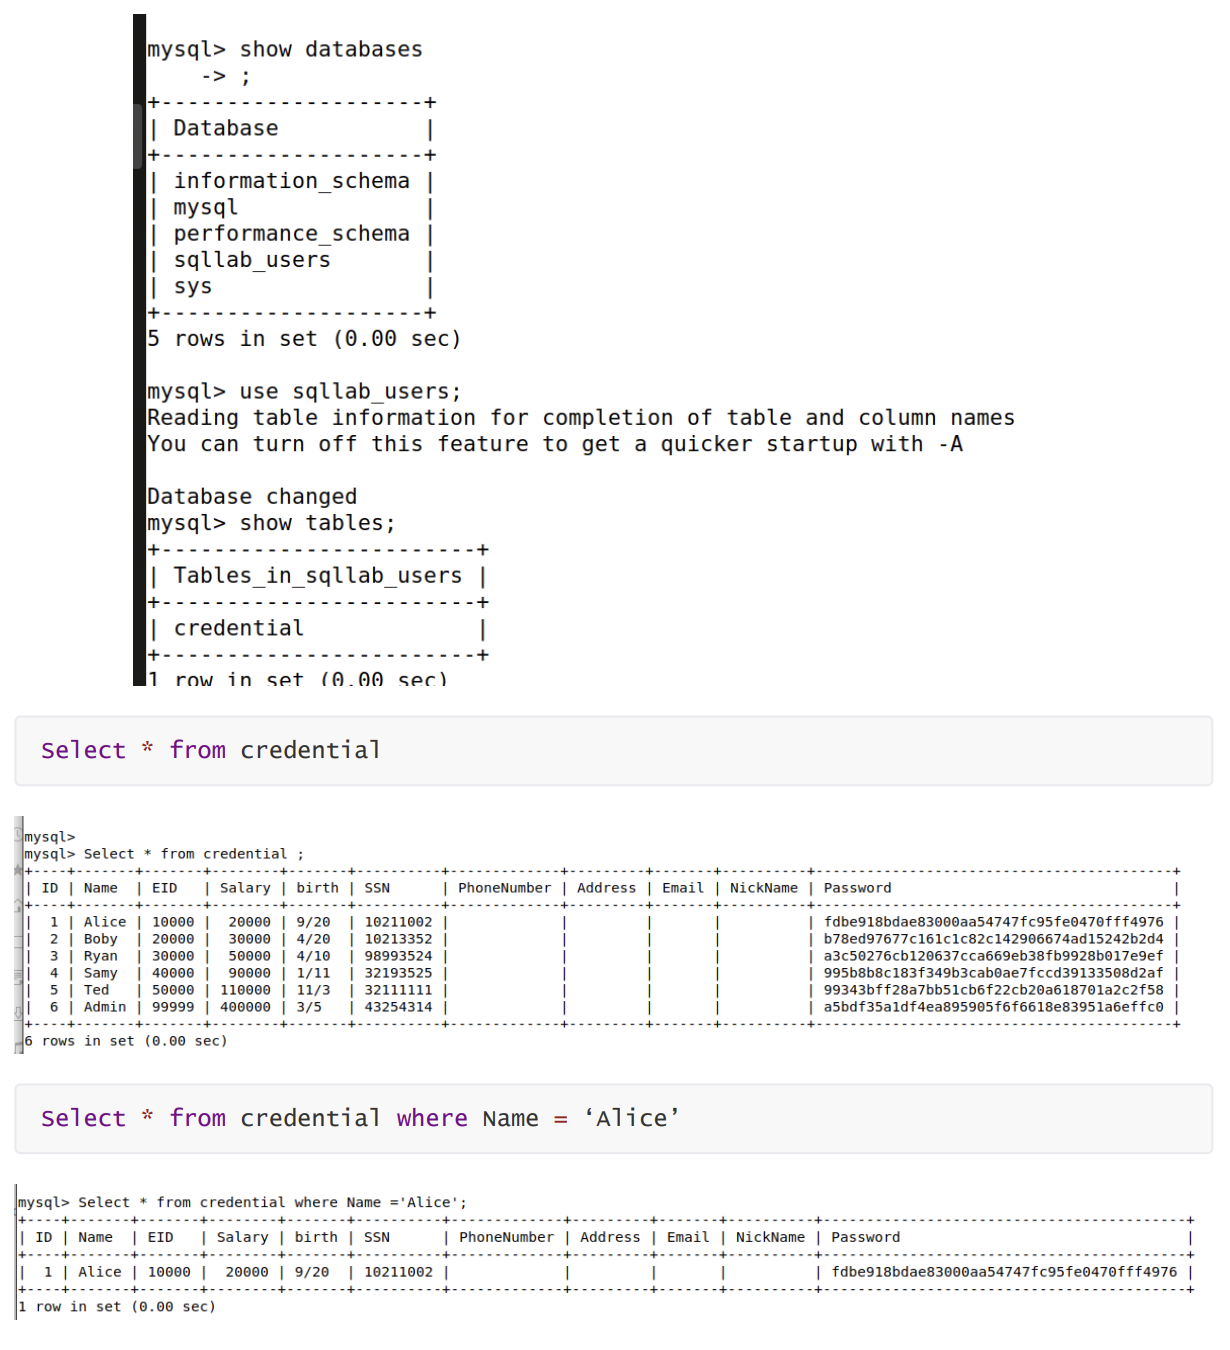 mysql> show databases
    -> ;
+--------------------+
| Database           |
+--------------------+
| information_schema |
| mysql              |
| performance_schema |
| sqllab_users       |
| sys                |
+--------------------+
5 rows in set (0.00 sec)
mysql> use sqllab_users;
Reading table information for completion of table and column names
You can turn off this feature to get a quicker startup with -A
Database changed
mysql> show tables;
+------------------------+
| Tables_in_sqllab_users |
+------------------------+
| credential             |
+------------------------+
1 row in set (0.00 sec)
Select * from credential
mysql>
mysql> Select * from credential ;
+----+-------+-------+--------+-------+----------+-------------+---------+-------+----------+------------------------------------------+
| ID | Name  | EID   | Salary | birth | SSN      | PhoneNumber | Address | Email | NickName | Password                                 |
+----+-------+-------+--------+-------+----------+-------------+---------+-------+----------+------------------------------------------+
|  1 | Alice | 10000 |  20000 | 9/20  | 10211002 |             |         |       |          | fdbe918bdae83000aa54747fc95fe0470fff4976 |
|  2 | Boby  | 20000 |  30000 | 4/20  | 10213352 |             |         |       |          | b78ed97677c161c1c82c142906674ad15242b2d4 |
|  3 | Ryan  | 30000 |  50000 | 4/10  | 98993524 |             |         |       |          | a3c50276cb120637cca669eb38fb9928b017e9ef |
|  4 | Samy  | 40000 |  90000 | 1/11  | 32193525 |             |         |       |          | 995b8b8c183f349b3cab0ae7fccd39133508d2af |
|  5 | Ted   | 50000 | 110000 | 11/3  | 32111111 |             |         |       |          | 99343bff28a7bb51cb6f22cb20a618701a2c2f58 |
|  6 | Admin | 99999 | 400000 | 3/5   | 43254314 |             |         |       |          | a5bdf35a1df4ea895905f6f6618e83951a6effc0 |
+----+-------+-------+--------+-------+----------+-------------+---------+-------+----------+------------------------------------------+
6 rows in set (0.00 sec)
Select * from credential where Name = ‘Alice’
mysql> Select * from credential where Name ='Alice';
+----+-------+-------+--------+-------+----------+-------------+---------+-------+----------+------------------------------------------+
| ID | Name  | EID   | Salary | birth | SSN      | PhoneNumber | Address | Email | NickName | Password                                 |
+----+-------+-------+--------+-------+----------+-------------+---------+-------+----------+------------------------------------------+
|  1 | Alice | 10000 |  20000 | 9/20  | 10211002 |             |         |       |          | fdbe918bdae83000aa54747fc95fe0470fff4976 |
+----+-------+-------+--------+-------+----------+-------------+---------+-------+----------+------------------------------------------+
1 row in set (0.00 sec)